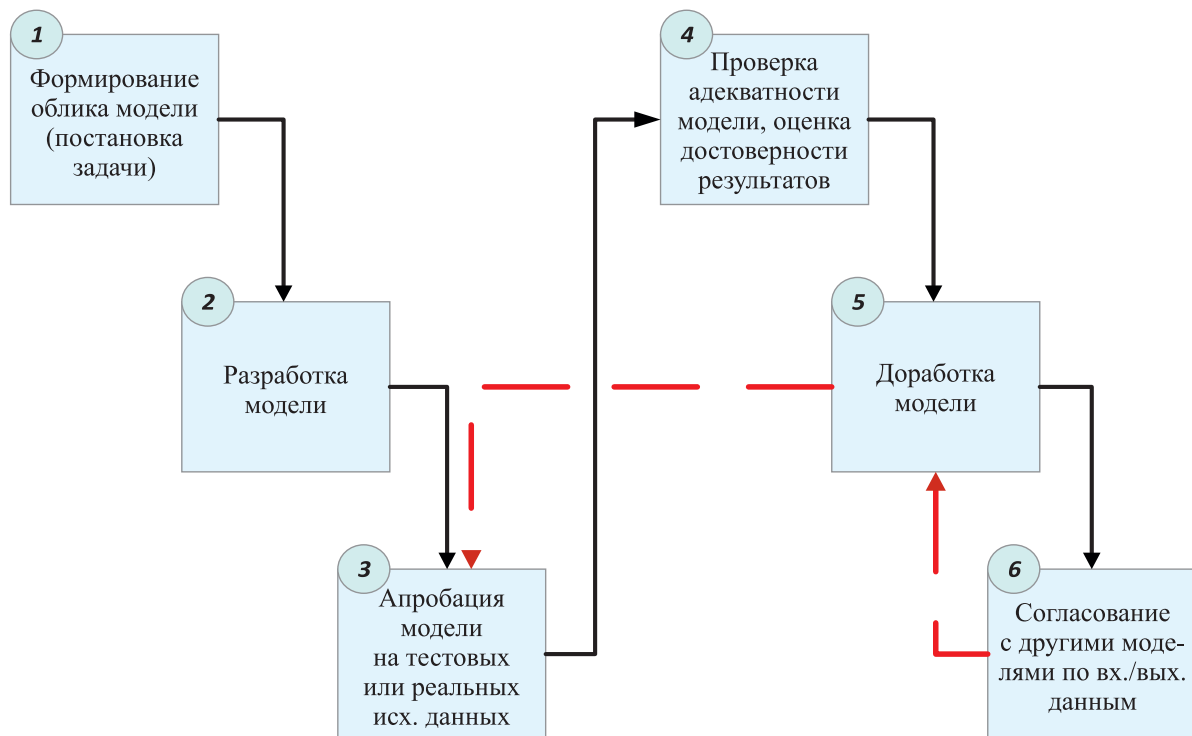 1
Формирование
облика модели
(постановка
задачи)
2
Разработка
модели
3
Апробация
модели
на тестовых
или реальных
исх. данных
4
Проверка
адекватности
модели, оценка
достоверности
результатов
5
Доработка
модели
6
Согласование
с другими моде-
лями по вх./вых.
данным